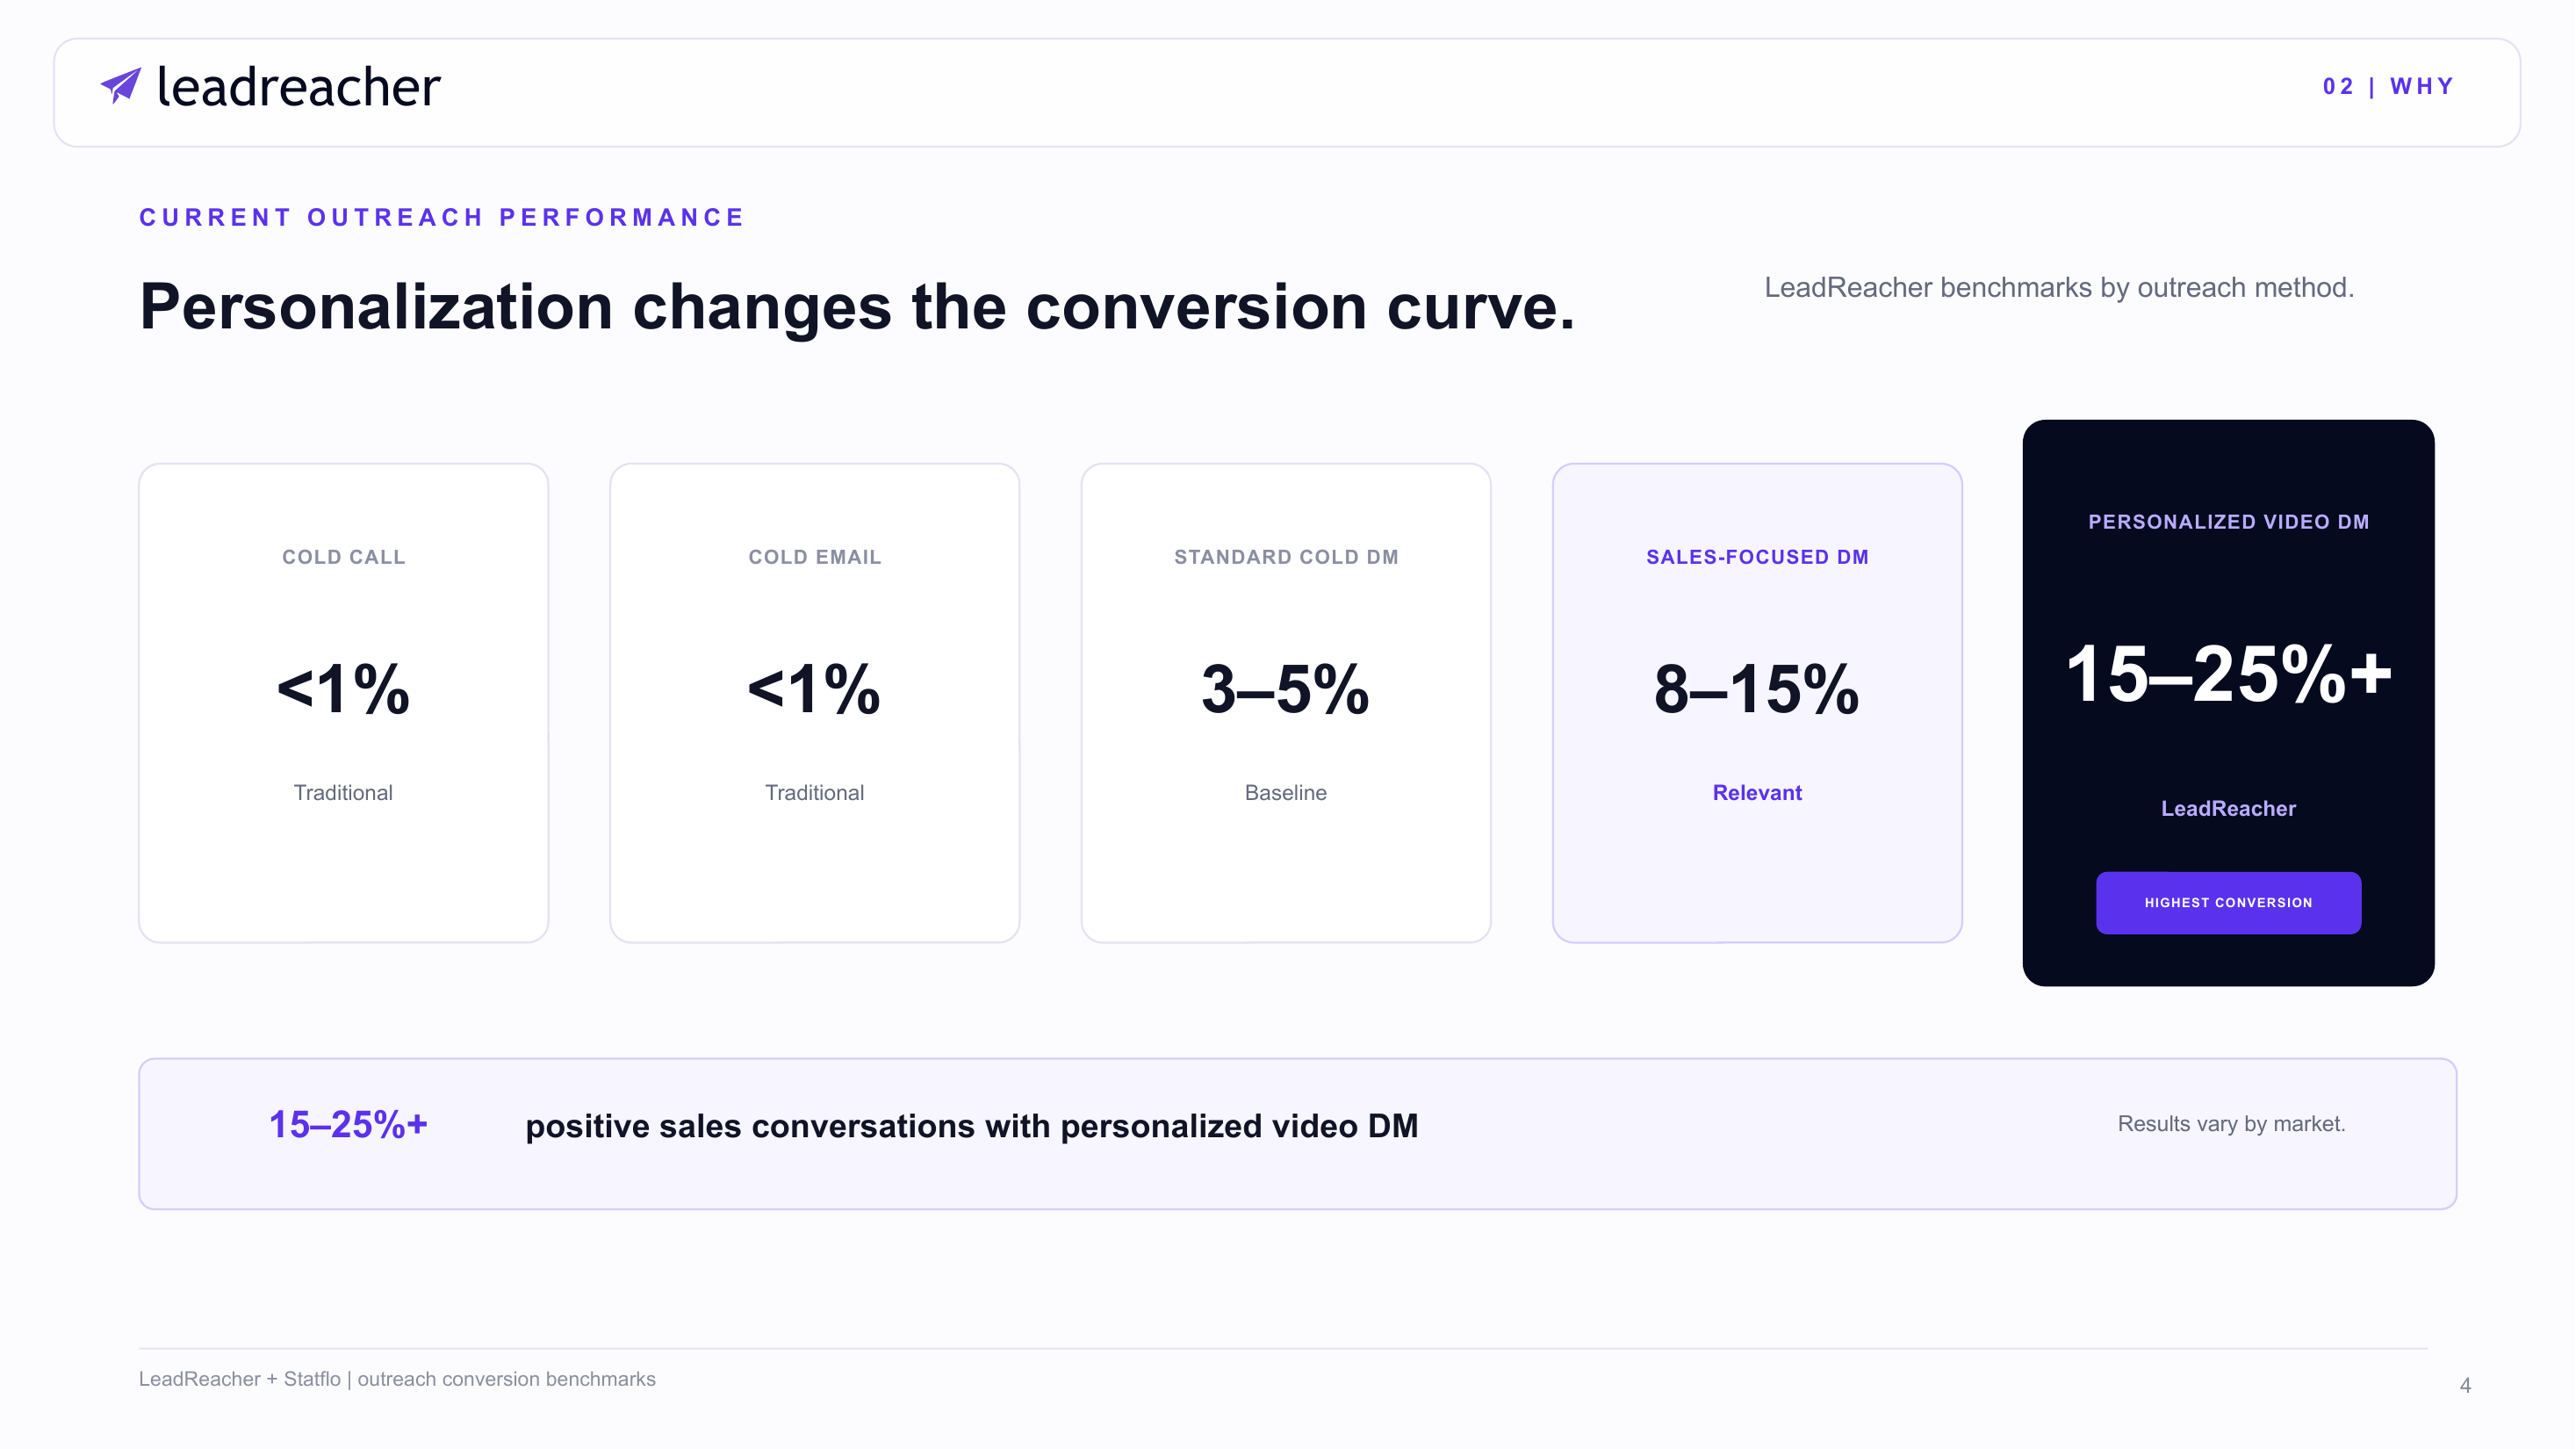 leadreacher
02 | WHY
CURRENT OUTREACH PERFORMANCE
Personalization changes the conversion curve.
LeadReacher benchmarks by outreach method.
COLD CALL
<1%
Traditional
COLD EMAIL
<1%
Traditional
STANDARD COLD DM
3–5%
Baseline
SALES-FOCUSED DM
8–15%
Relevant
PERSONALIZED VIDEO DM
15–25%+
LeadReacher
HIGHEST CONVERSION
15–25%+ positive sales conversations with personalized video DM
Results vary by market.
LeadReacher + Statflo | outreach conversion benchmarks
4